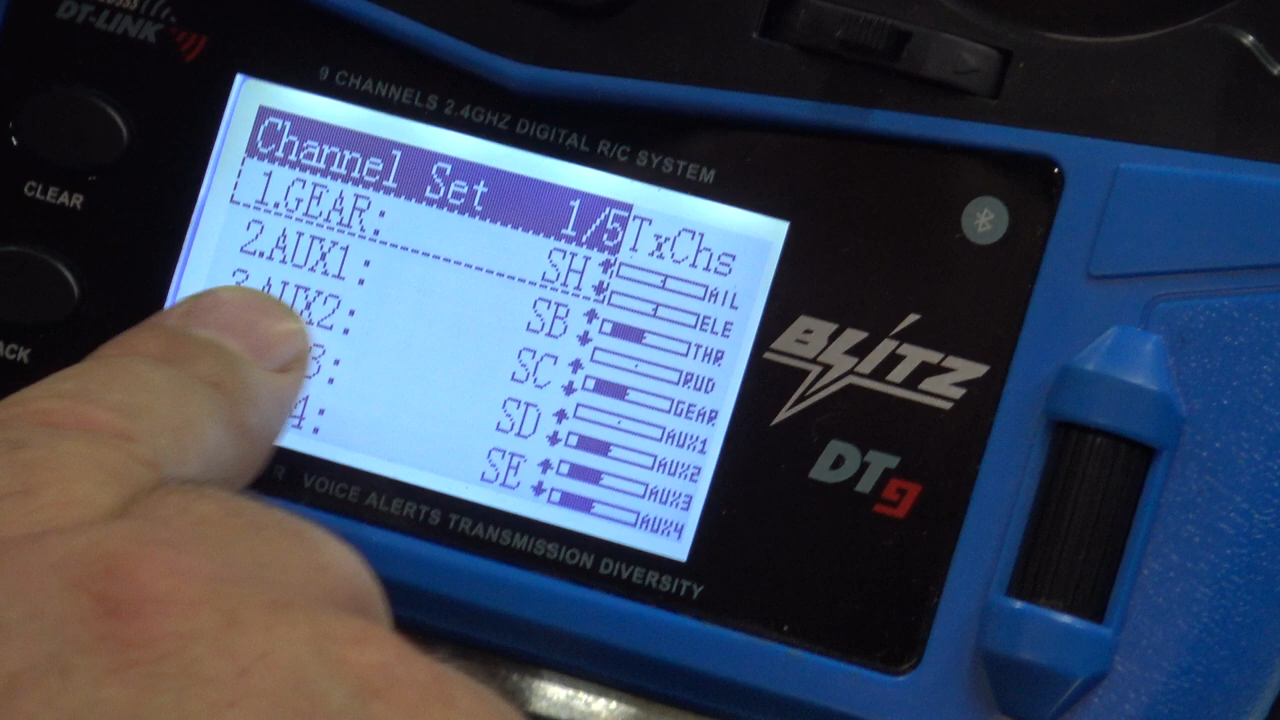 DT-LINK
9 CHANNELS 2.4GHZ DIGITAL R/C SYSTEM
CLEAR
Channel Set 1/5
TxChs
1.GEAR: SH
2.AUX1: SB
3.AUX2: SC
3: SD
4: SE
AIL
ELE
THR
RUD
GEAR
AUX1
AUX2
AUX3
AUX4
BLiTZ
DT9
VOICE ALERTS TRANSMISSION DIVERSITY